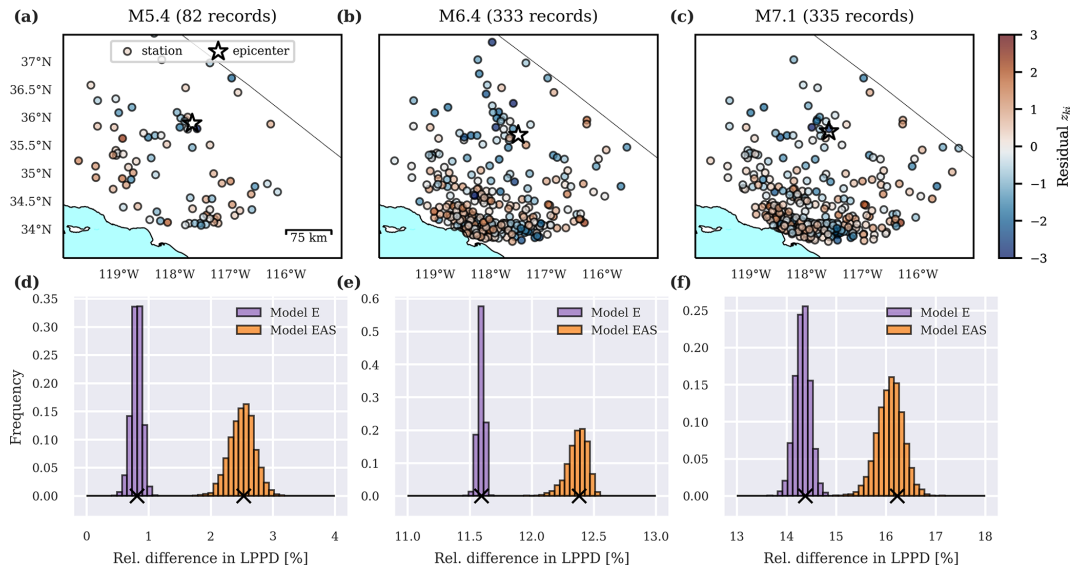 (a) M5.4 (82 records)
(b) M6.4 (333 records)
(c) M7.1 (335 records)
station epicenter
37°N
36.5°N
36°N
35.5°N
35°N
34.5°N
34°N
75 km
119°W 118°W 117°W 116°W
119°W 118°W 117°W 116°W
119°W 118°W 117°W 116°W
3
2
1
0
−1
−2
−3
Residual zki
(d)
Frequency
0.35
0.30
0.25
0.20
0.15
0.10
0.05
0.00
Model E
Model EAS
0 1 2 3 4
Rel. difference in LPPD [%]
(e)
0.6
0.5
0.4
0.3
0.2
0.1
0.0
Model E
Model EAS
11.0 11.5 12.0 12.5 13.0
Rel. difference in LPPD [%]
(f)
0.25
0.20
0.15
0.10
0.05
0.00
Model E
Model EAS
13 14 15 16 17 18
Rel. difference in LPPD [%]